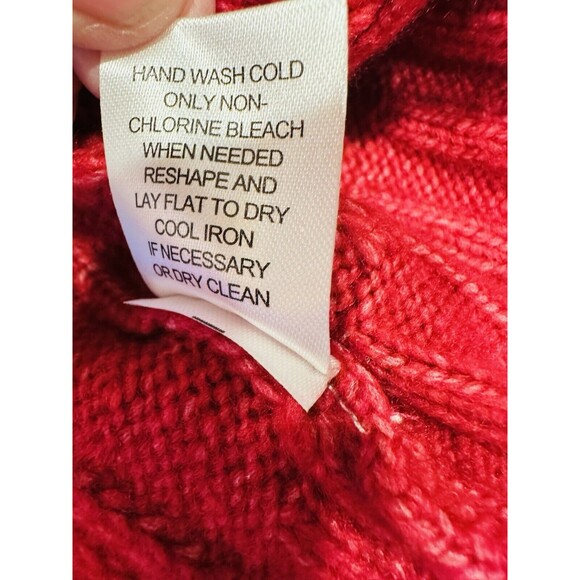 HAND WASH COLD
ONLY NON-
CHLORINE BLEACH
WHEN NEEDED
RESHAPE AND
LAY FLAT TO DRY
COOL IRON
IF NECESSARY
OR DRY CLEAN